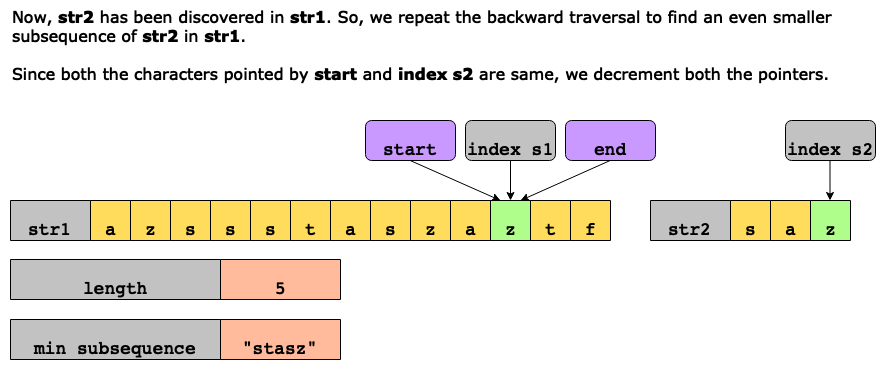 Now, str2 has been discovered in str1. So, we repeat the backward traversal to find an even smaller
subsequence of str2 in str1.
Since both the characters pointed by start and index s2 are same, we decrement both the pointers.
start index s1 end index s2
str1 a z s s s t a s z a z t f str2 s a z
length 5
min subsequence "stasz"